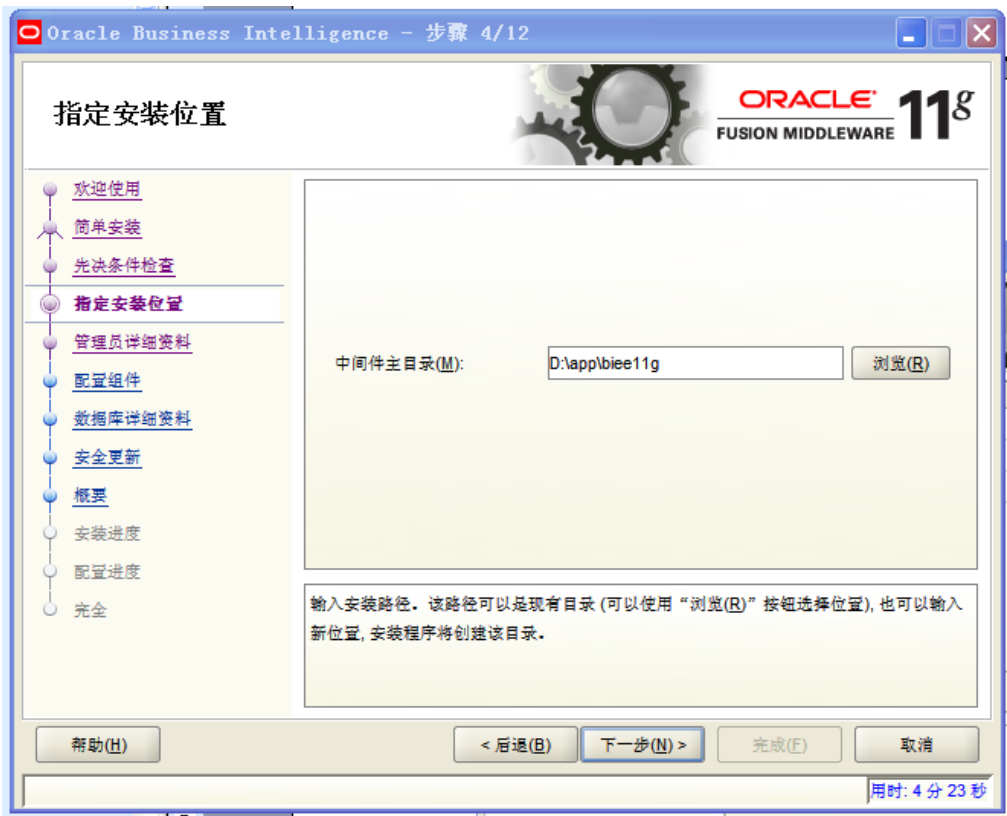 Oracle Business Intelligence - 步骤 4/12
指定安装位置
ORACLE
FUSION MIDDLEWARE 11g
欢迎使用
简单安装
先决条件检查
指定安装位置
管理员详细资料
配置组件
数据库详细资料
安全更新
概要
安装进度
配置进度
完全
中间件主目录(M): D:\app\biee11g 浏览(R)
输入安装路径。该路径可以是现有目录 (可以使用“浏览(R)”按钮选择位置), 也可以输入
新位置, 安装程序将创建该目录。
帮助(H) < 后退(B) 下一步(N) > 完成(F) 取消
用时: 4 分 23 秒